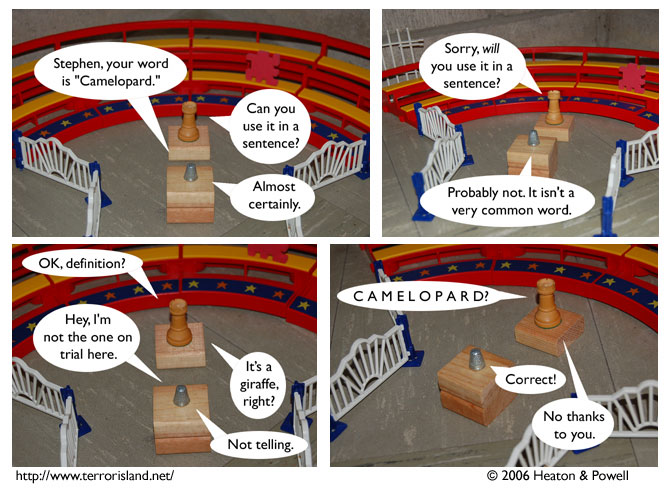 Stephen, your word
is "Camelopard."
Can you
use it in a
sentence?
Almost
certainly.
Sorry, will
you use it in a
sentence?
Probably not. It isn't a
very common word.
OK, definition?
Hey, I'm
not the one on
trial here.
It's a
giraffe,
right?
Not telling.
C A M E L O P A R D?
Correct!
No thanks
to you.
http://www.terrorisland.net/
© 2006 Heaton & Powell